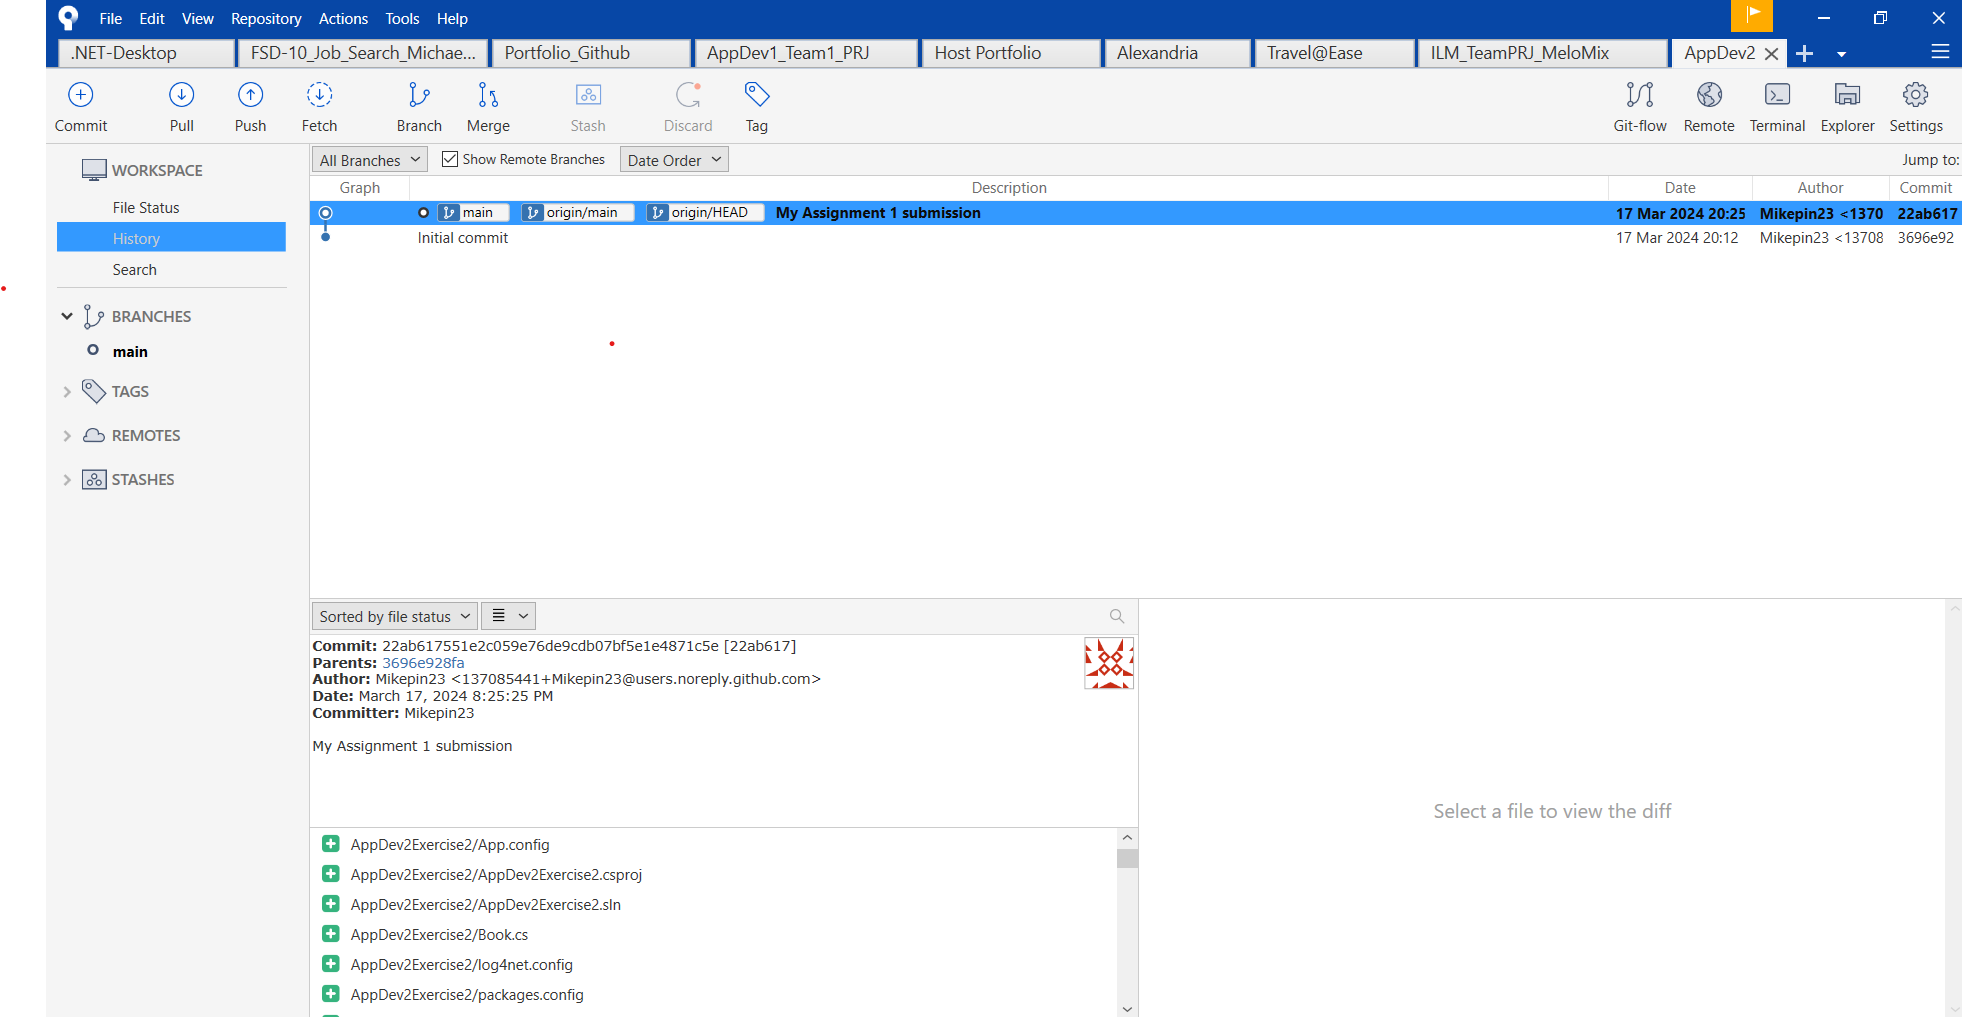 File Edit View Repository Actions Tools Help
.NET-Desktop FSD-10_Job_Search_Michae... Portfolio_Github AppDev1_Team1_PRJ Host Portfolio Alexandria Travel@Ease ILM_TeamPRJ_MeloMix AppDev2
Commit Pull Push Fetch Branch Merge Stash Discard Tag Git-flow Remote Terminal Explorer Settings
All Branches Show Remote Branches Date Order Jump to:
WORKSPACE
File Status
History
Search
BRANCHES
main
TAGS
REMOTES
STASHES
Graph Description Date Author Commit
main origin/main origin/HEAD My Assignment 1 submission 17 Mar 2024 20:25 Mikepin23 <1370 22ab617
Initial commit 17 Mar 2024 20:12 Mikepin23 <13708 3696e92
Sorted by file status
Commit: 22ab617551e2c059e76de9cdb07bf5e1e4871c5e [22ab617]
Parents: 3696e928fa
Author: Mikepin23 <137085441+Mikepin23@users.noreply.github.com>
Date: March 17, 2024 8:25:25 PM
Committer: Mikepin23
My Assignment 1 submission
AppDev2Exercise2/App.config
AppDev2Exercise2/AppDev2Exercise2.csproj
AppDev2Exercise2/AppDev2Exercise2.sln
AppDev2Exercise2/Book.cs
AppDev2Exercise2/log4net.config
AppDev2Exercise2/packages.config
Select a file to view the diff